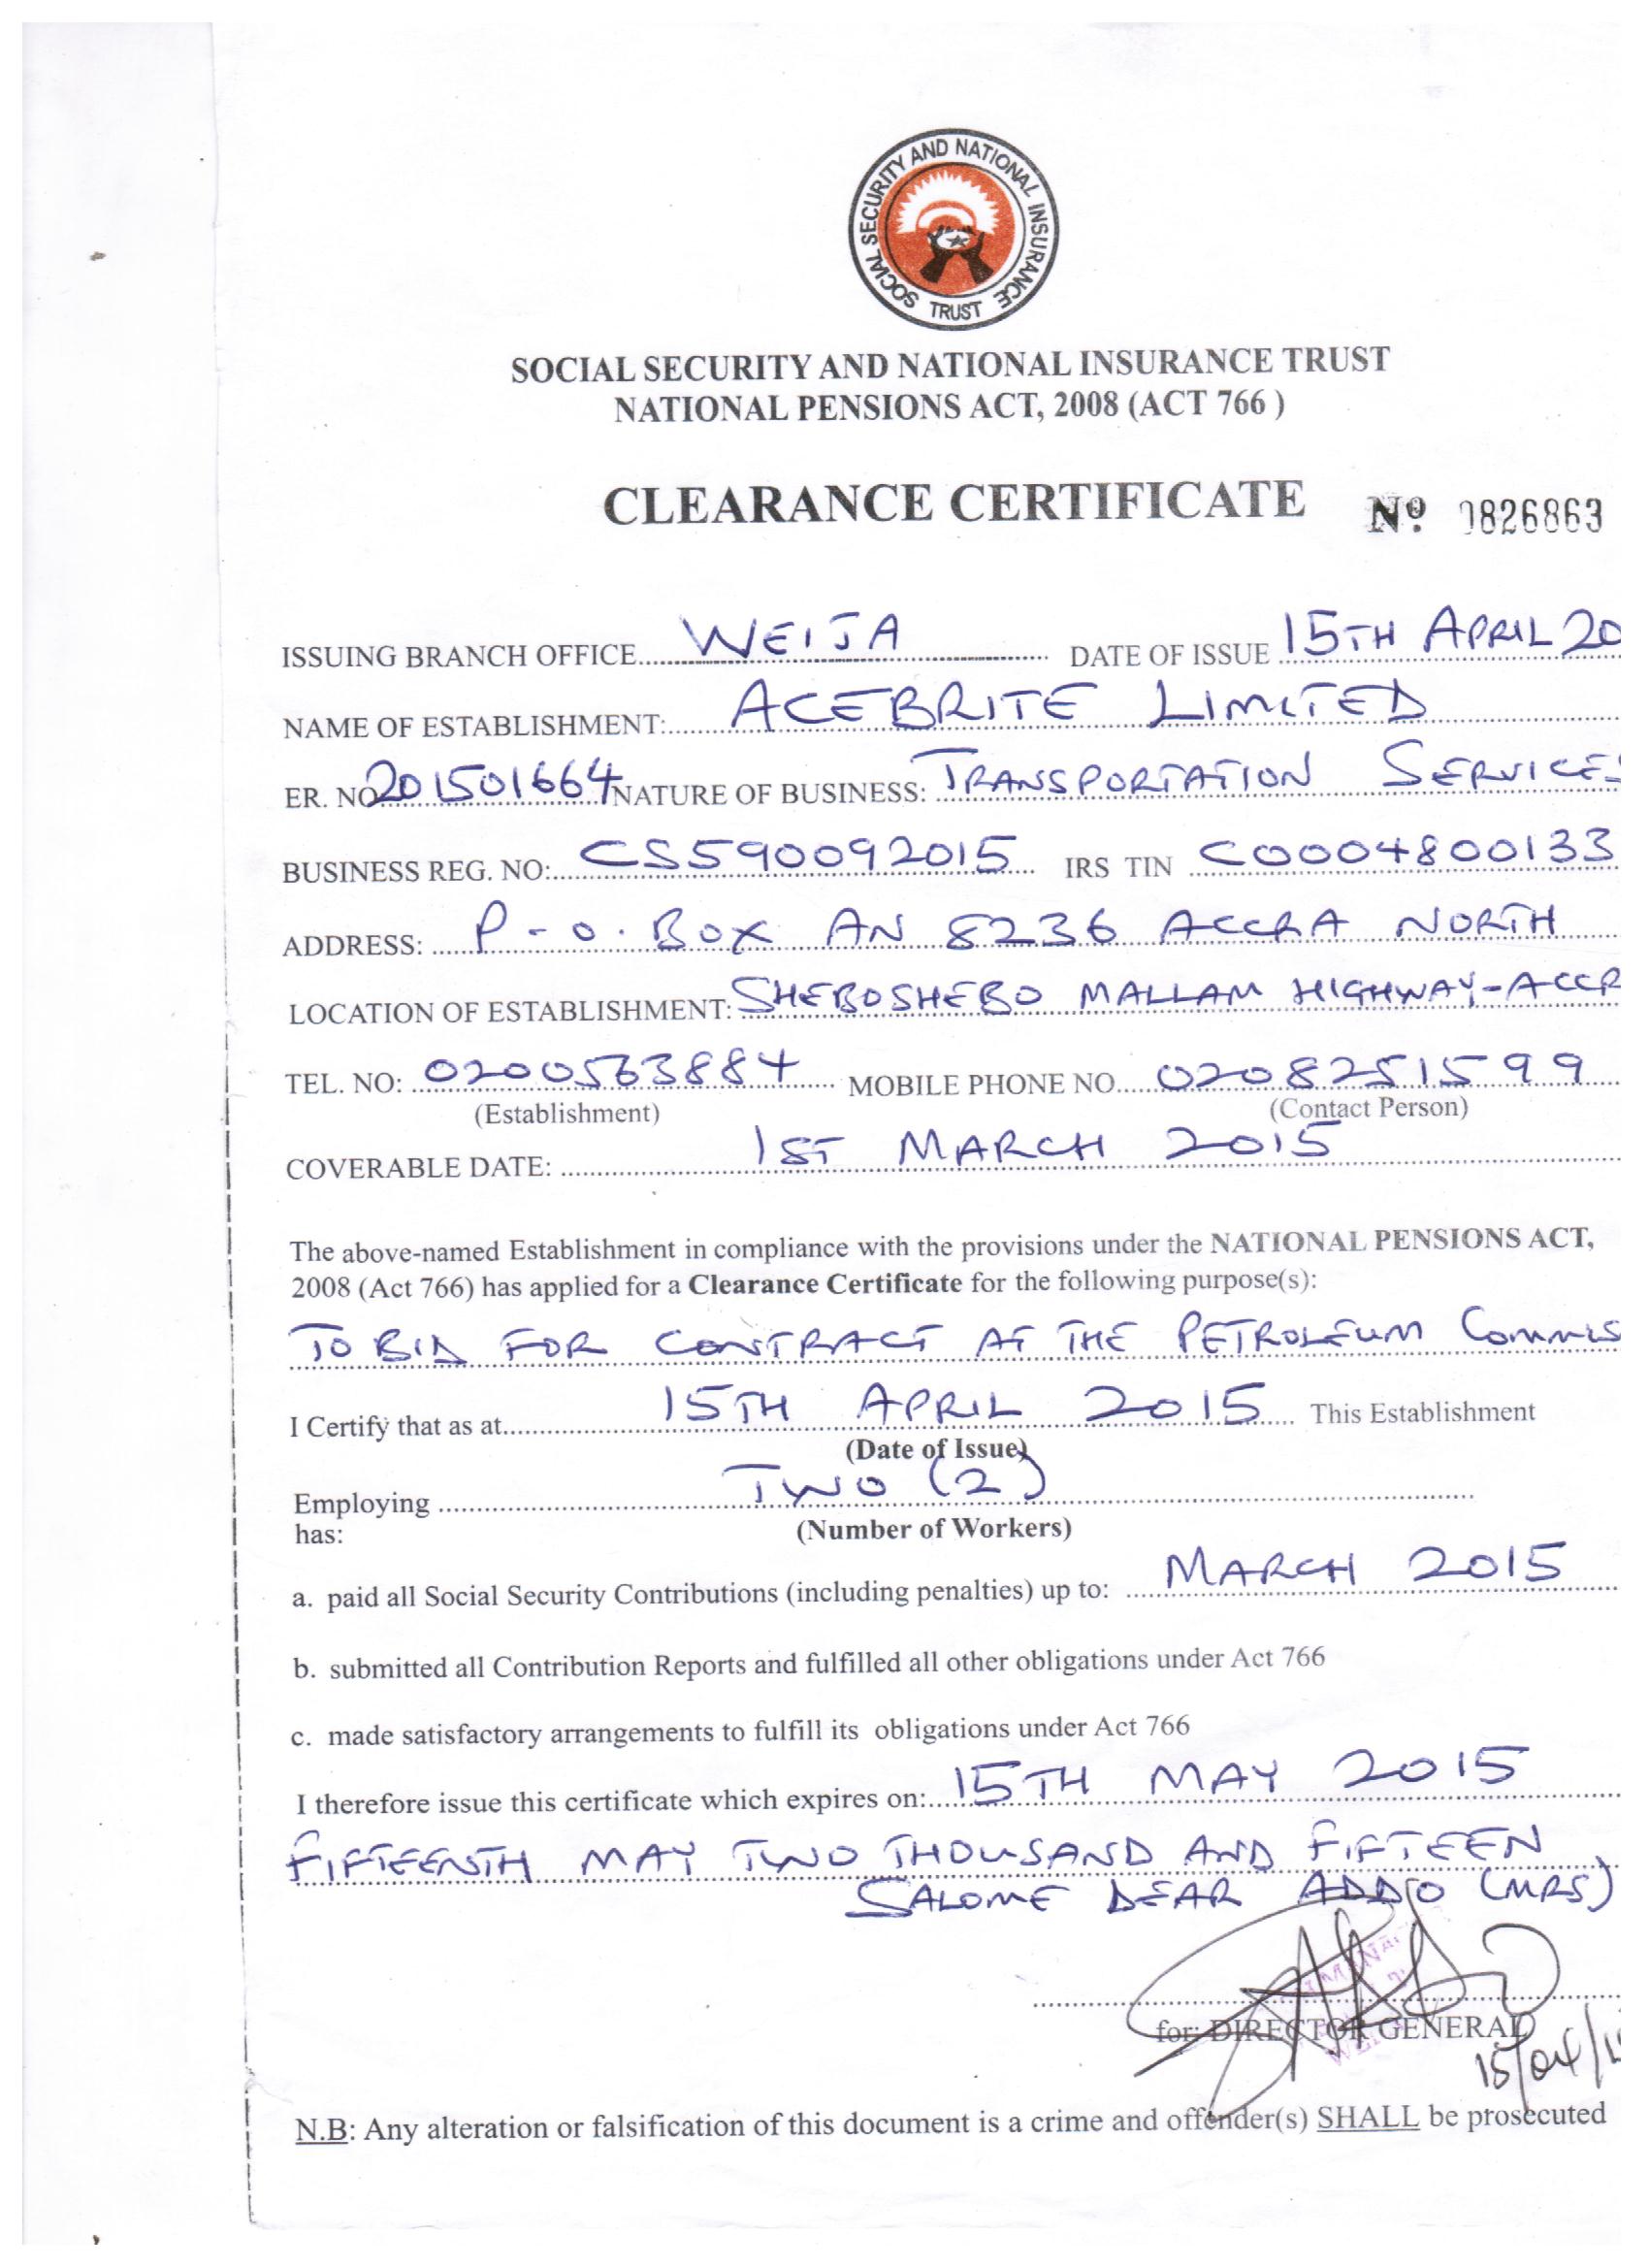 SOCIAL SECURITY AND NATIONAL INSURANCE TRUST
SOCIAL SECURITY AND NATIONAL INSURANCE TRUST
NATIONAL PENSIONS ACT, 2008 (ACT 766 )
CLEARANCE CERTIFICATE Nº 0826863
ISSUING BRANCH OFFICE WEIJA DATE OF ISSUE 15TH APRIL 20
NAME OF ESTABLISHMENT: ACEBRITE LIMITED
ER. NO 201501664 NATURE OF BUSINESS: TRANSPORTATION SERVICES
BUSINESS REG. NO: CS590092015 IRS TIN C0004800133
ADDRESS: P-O. BOX AN 8236 ACCRA NORTH
LOCATION OF ESTABLISHMENT: SHEBOSHEBO MALLAM HIGHWAY-ACCR
TEL. NO: 0200563884 MOBILE PHONE NO. 0208251599
(Establishment) (Contact Person)
COVERABLE DATE: 1ST MARCH 2015
The above-named Establishment in compliance with the provisions under the NATIONAL PENSIONS ACT,
2008 (Act 766) has applied for a Clearance Certificate for the following purpose(s):
TO BID FOR CONTRACT AT THE PETROLEUM COMMIS
I Certify that as at 15TH APRIL 2015 This Establishment
(Date of Issue)
Employing TWO (2)
has: (Number of Workers)
a. paid all Social Security Contributions (including penalties) up to: MARCH 2015
b. submitted all Contribution Reports and fulfilled all other obligations under Act 766
c. made satisfactory arrangements to fulfill its obligations under Act 766
I therefore issue this certificate which expires on: 15TH MAY 2015
FIFTEENTH MAY TWO THOUSAND AND FIFTEEN
SALOME DEAR ADDO (MRS)
for: DIRECTOR GENERAL
15/04/1
N.B: Any alteration or falsification of this document is a crime and offender(s) SHALL be prosecuted